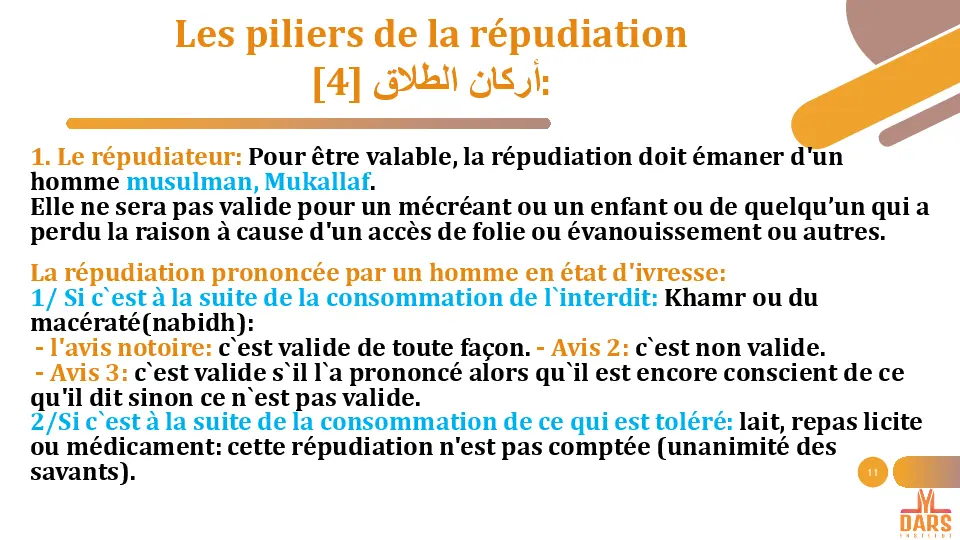 Les piliers de la répudiation
[4] أركان الطلاق:
1. Le répudiateur: Pour être valable, la répudiation doit émaner d'un
homme musulman, Mukallaf.
Elle ne sera pas valide pour un mécréant ou un enfant ou de quelqu’un qui a
perdu la raison à cause d'un accès de folie ou évanouissement ou autres.
La répudiation prononcée par un homme en état d'ivresse:
1/ Si c`est à la suite de la consommation de l`interdit: Khamr ou du
macératé(nabidh):
- l'avis notoire: c`est valide de toute façon. - Avis 2: c`est non valide.
- Avis 3: c`est valide s`il l`a prononcé alors qu`il est encore conscient de ce
qu'il dit sinon ce n`est pas valide.
2/Si c`est à la suite de la consommation de ce qui est toléré: lait, repas licite
ou médicament: cette répudiation n'est pas comptée (unanimité des
savants).
11
DARS
INSTITUT